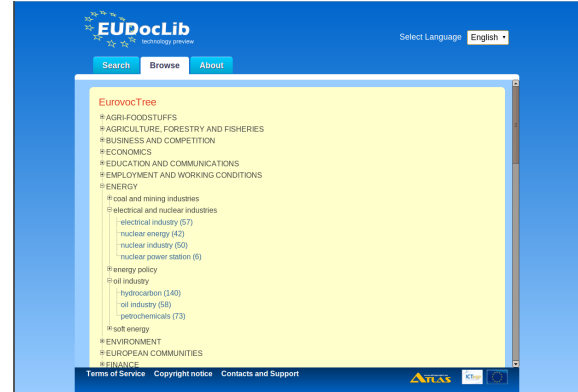 EUDocLib
technology preview
Select Language English
Search Browse About
EurovocTree
AGRI-FOODSTUFFS
AGRICULTURE, FORESTRY AND FISHERIES
BUSINESS AND COMPETITION
ECONOMICS
EDUCATION AND COMMUNICATIONS
EMPLOYMENT AND WORKING CONDITIONS
ENERGY
coal and mining industries
electrical and nuclear industries
electrical industry (57)
nuclear energy (42)
nuclear industry (50)
nuclear power station (6)
energy policy
oil industry
hydrocarbon (140)
oil industry (58)
petrochemicals (73)
soft energy
ENVIRONMENT
EUROPEAN COMMUNITIES
FINANCE
Terms of Service Copyright notice Contacts and Support
ATLAS ICT